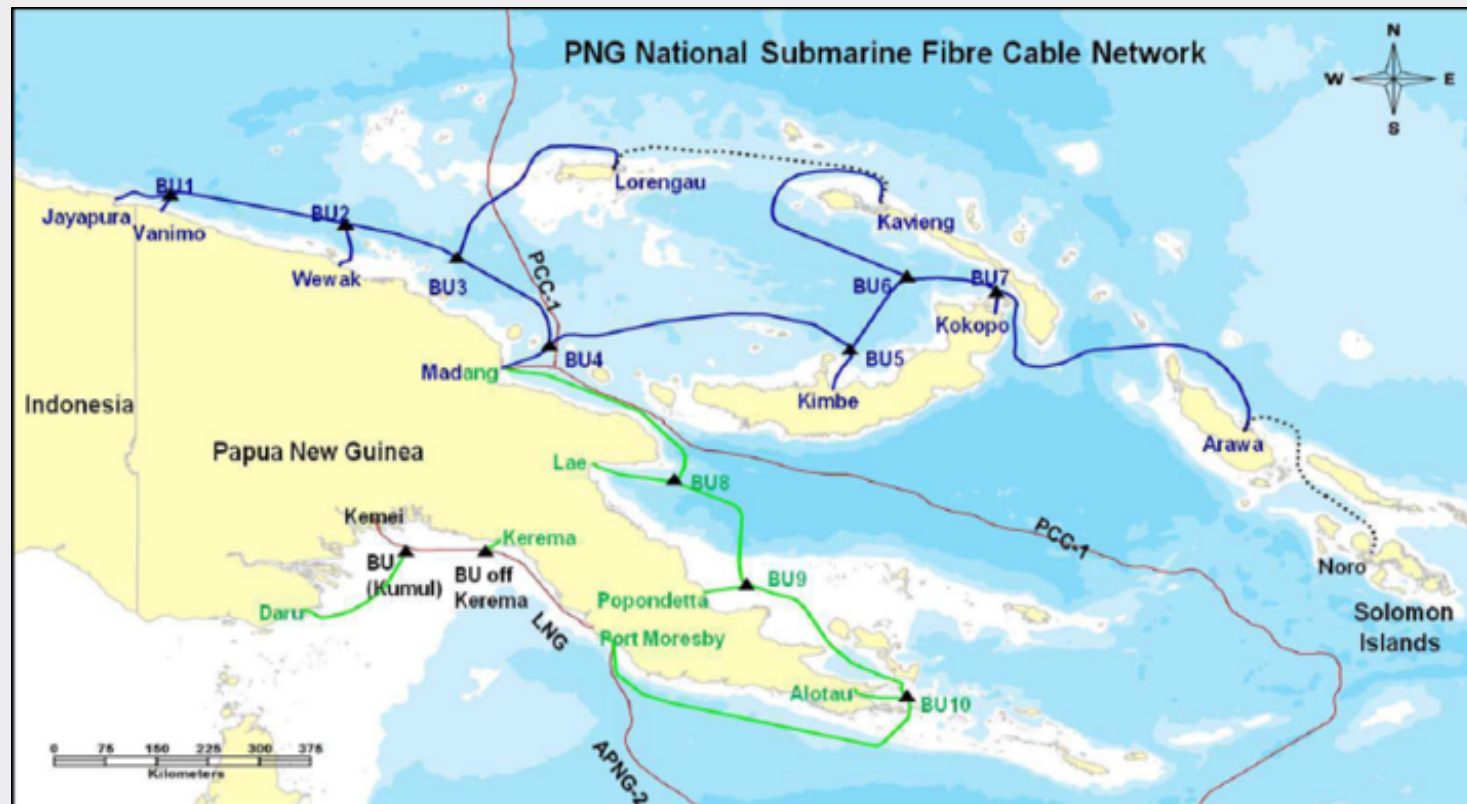 PNG National Submarine Fibre Cable Network
N
W E
S
BU1
Jayapura
Vanimo
BU2
Wewak
BU3
Lorengau
PCC-1
Kavieng
BU6
BU7
Kokopo
BU4
BU5
Madang
Kimbe
Indonesia
Arawa
Papua New Guinea
Lae
BU8
Kemei
Kerema
BU
(Kumul)
BU off
Kerema
PCC-1
Noro
BU9
Popondetta
Daru
LNG
Solomon
Islands
Port Moresby
Alotau
BU10
0 75 150 225 300 375
Kilometers
APNG-2